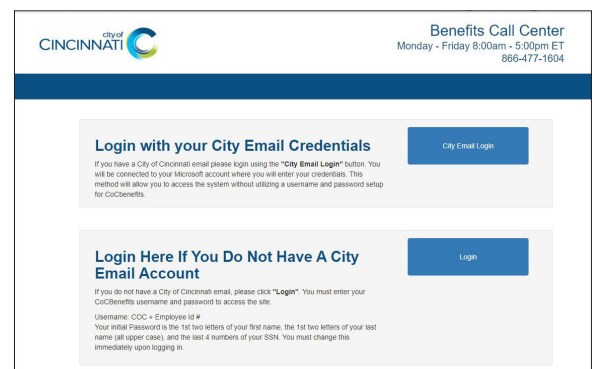 city of
CINCINNATI
Benefits Call Center
Monday - Friday 8:00am - 5:00pm ET
866-477-1604
Login with your City Email Credentials
If you have a City of Cincinnati email please login using the "City Email Login" button. You
will be connected to your Microsoft account where you will enter your credentials. This
method will allow you to access the system without utilizing a username and password setup
for CoCbenefits.
City Email Login
Login Here If You Do Not Have A City
Email Account
If you do not have a City of Cincinnati email, please click "Login". You must enter your
CoCBenefits username and password to access the site.
Username: COC + Employee Id #
Your initial Password is the 1st two letters of your first name, the 1st two letters of your last
name (all upper case), and the last 4 numbers of your SSN. You must change this
immediately upon logging in.
Login